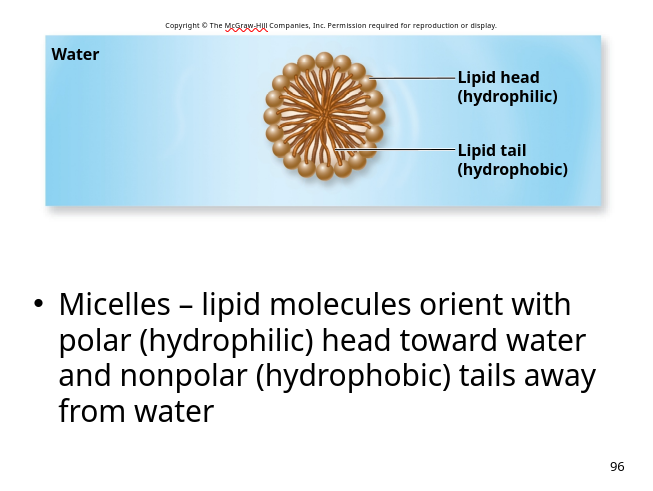 Copyright © The McGraw-Hill Companies, Inc. Permission required for reproduction or display.
Water
Lipid head
(hydrophilic)
Lipid tail
(hydrophobic)
• Micelles – lipid molecules orient with
polar (hydrophilic) head toward water
and nonpolar (hydrophobic) tails away
from water
96